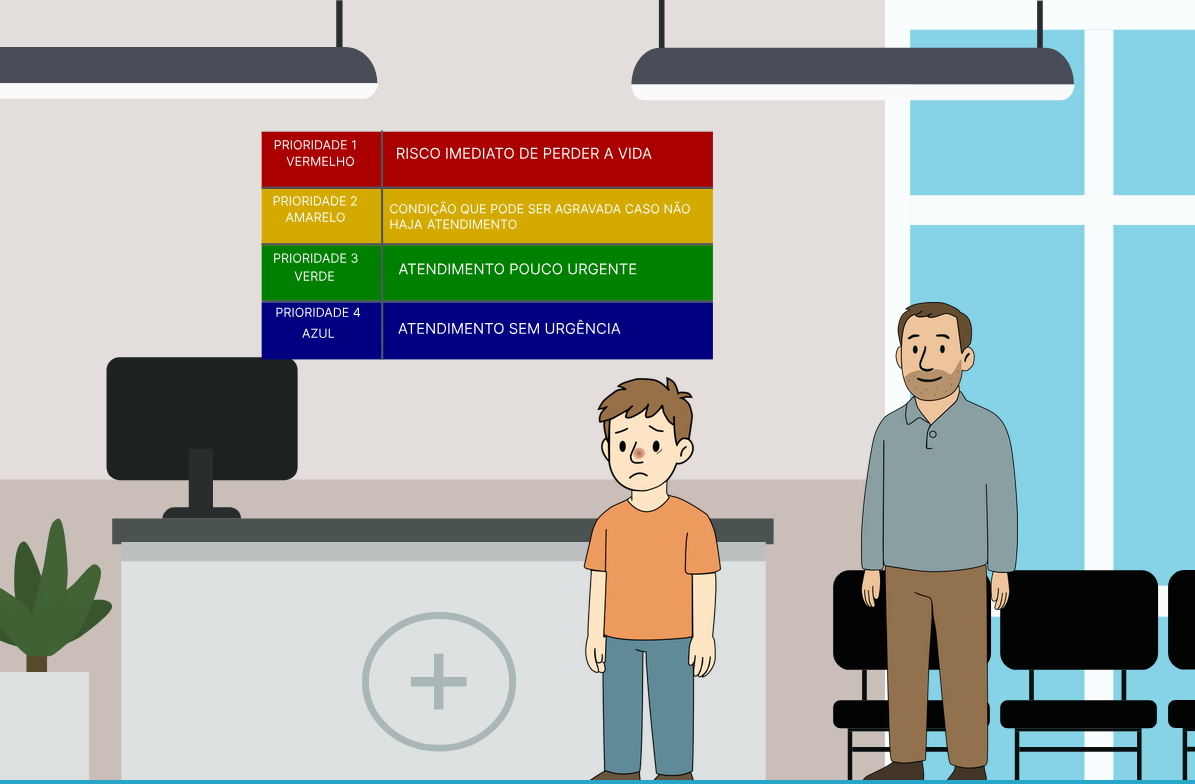 PRIORIDADE 1
VERMELHO
RISCO IMEDIATO DE PERDER A VIDA
PRIORIDADE 2
AMARELO
CONDIÇÃO QUE PODE SER AGRAVADA CASO NÃO
HAJA ATENDIMENTO
PRIORIDADE 3
VERDE
ATENDIMENTO POUCO URGENTE
PRIORIDADE 4
AZUL
ATENDIMENTO SEM URGÊNCIA